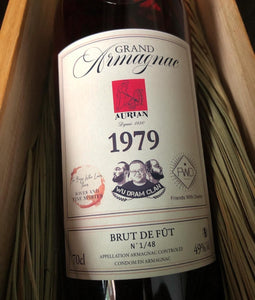 GRAND
Armagnac
AURIAN
Depuis 1880
1979
WU DRAM CLAN
PWD
Friends With Drams
BRUT DE FÛT
N° 1/48
70cl
APPELLATION ARMAGNAC CONTRÔLÉE
CONDOM EN ARMAGNAC
49%